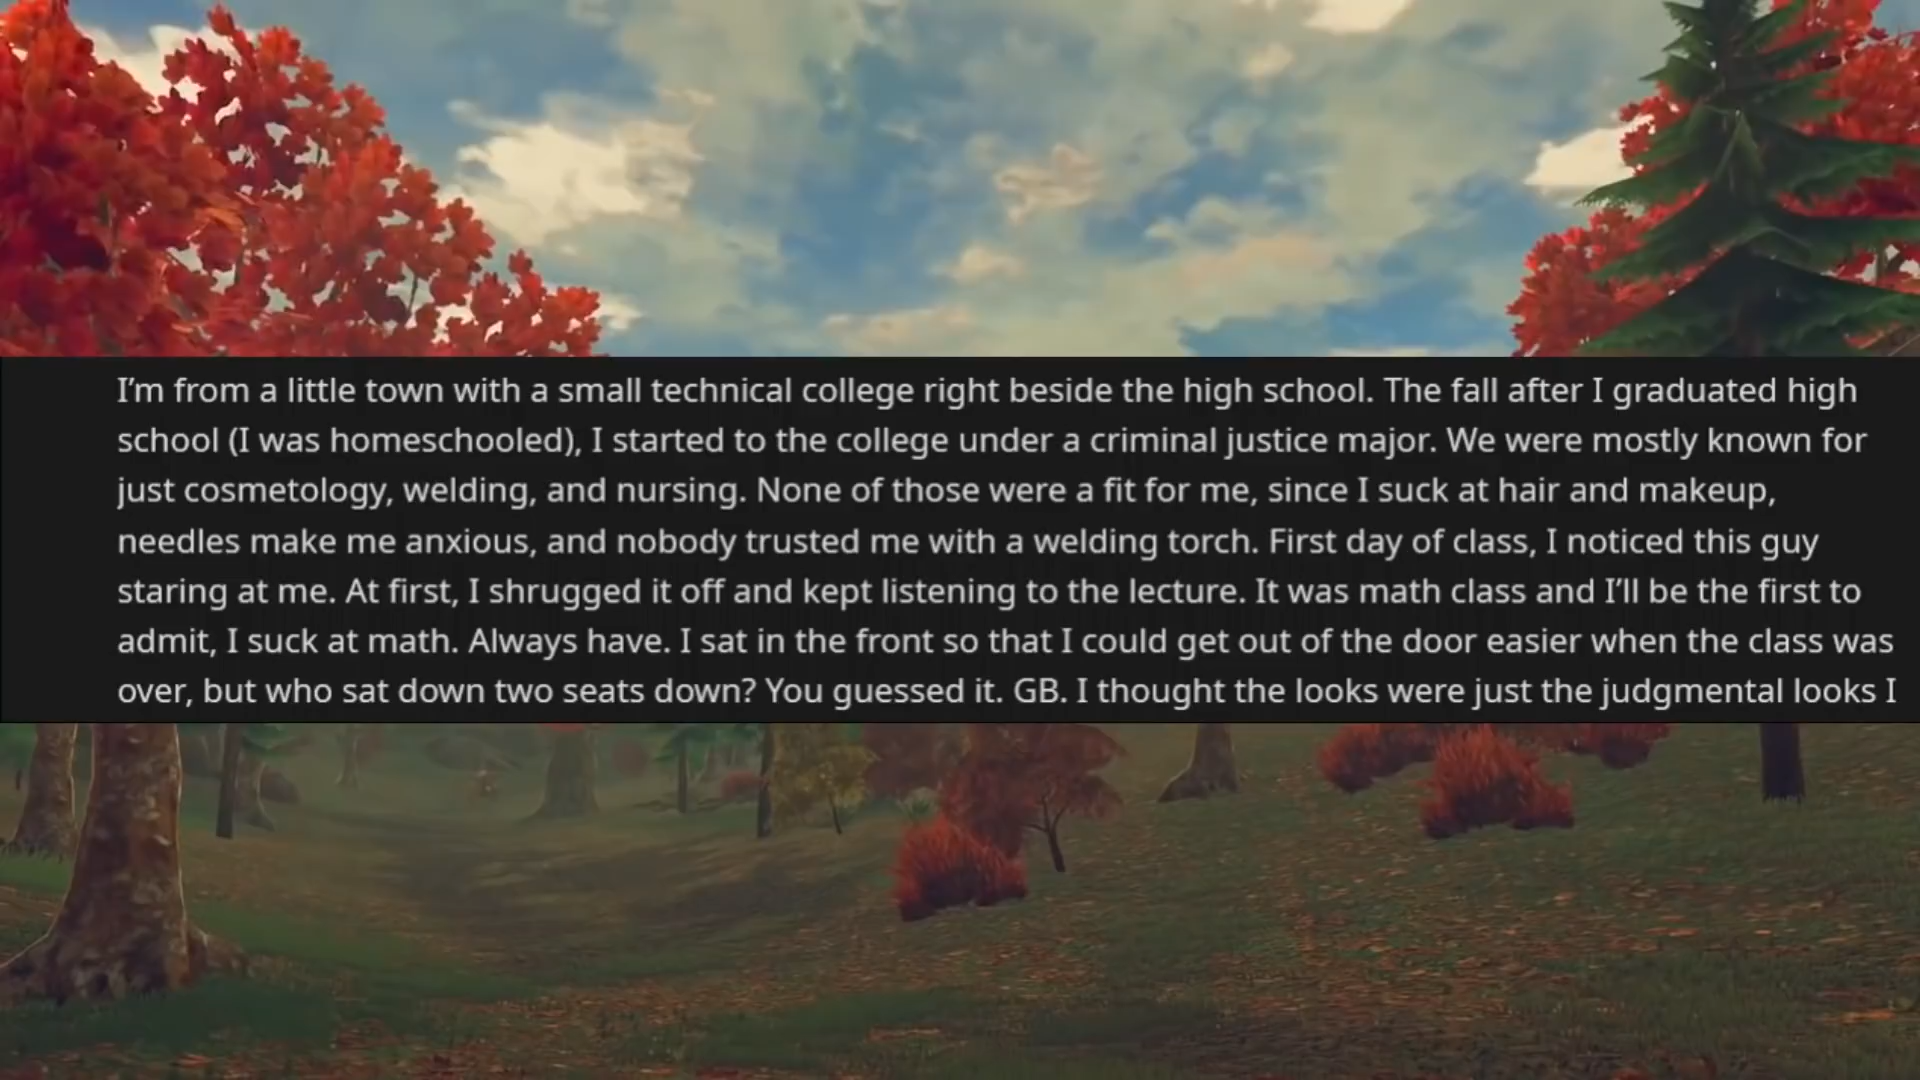 I’m from a little town with a small technical college right beside the high school. The fall after I graduated high
school (I was homeschooled), I started to the college under a criminal justice major. We were mostly known for
just cosmetology, welding, and nursing. None of those were a fit for me, since I suck at hair and makeup,
needles make me anxious, and nobody trusted me with a welding torch. First day of class, I noticed this guy
staring at me. At first, I shrugged it off and kept listening to the lecture. It was math class and I’ll be the first to
admit, I suck at math. Always have. I sat in the front so that I could get out of the door easier when the class was
over, but who sat down two seats down? You guessed it. GB. I thought the looks were just the judgmental looks I